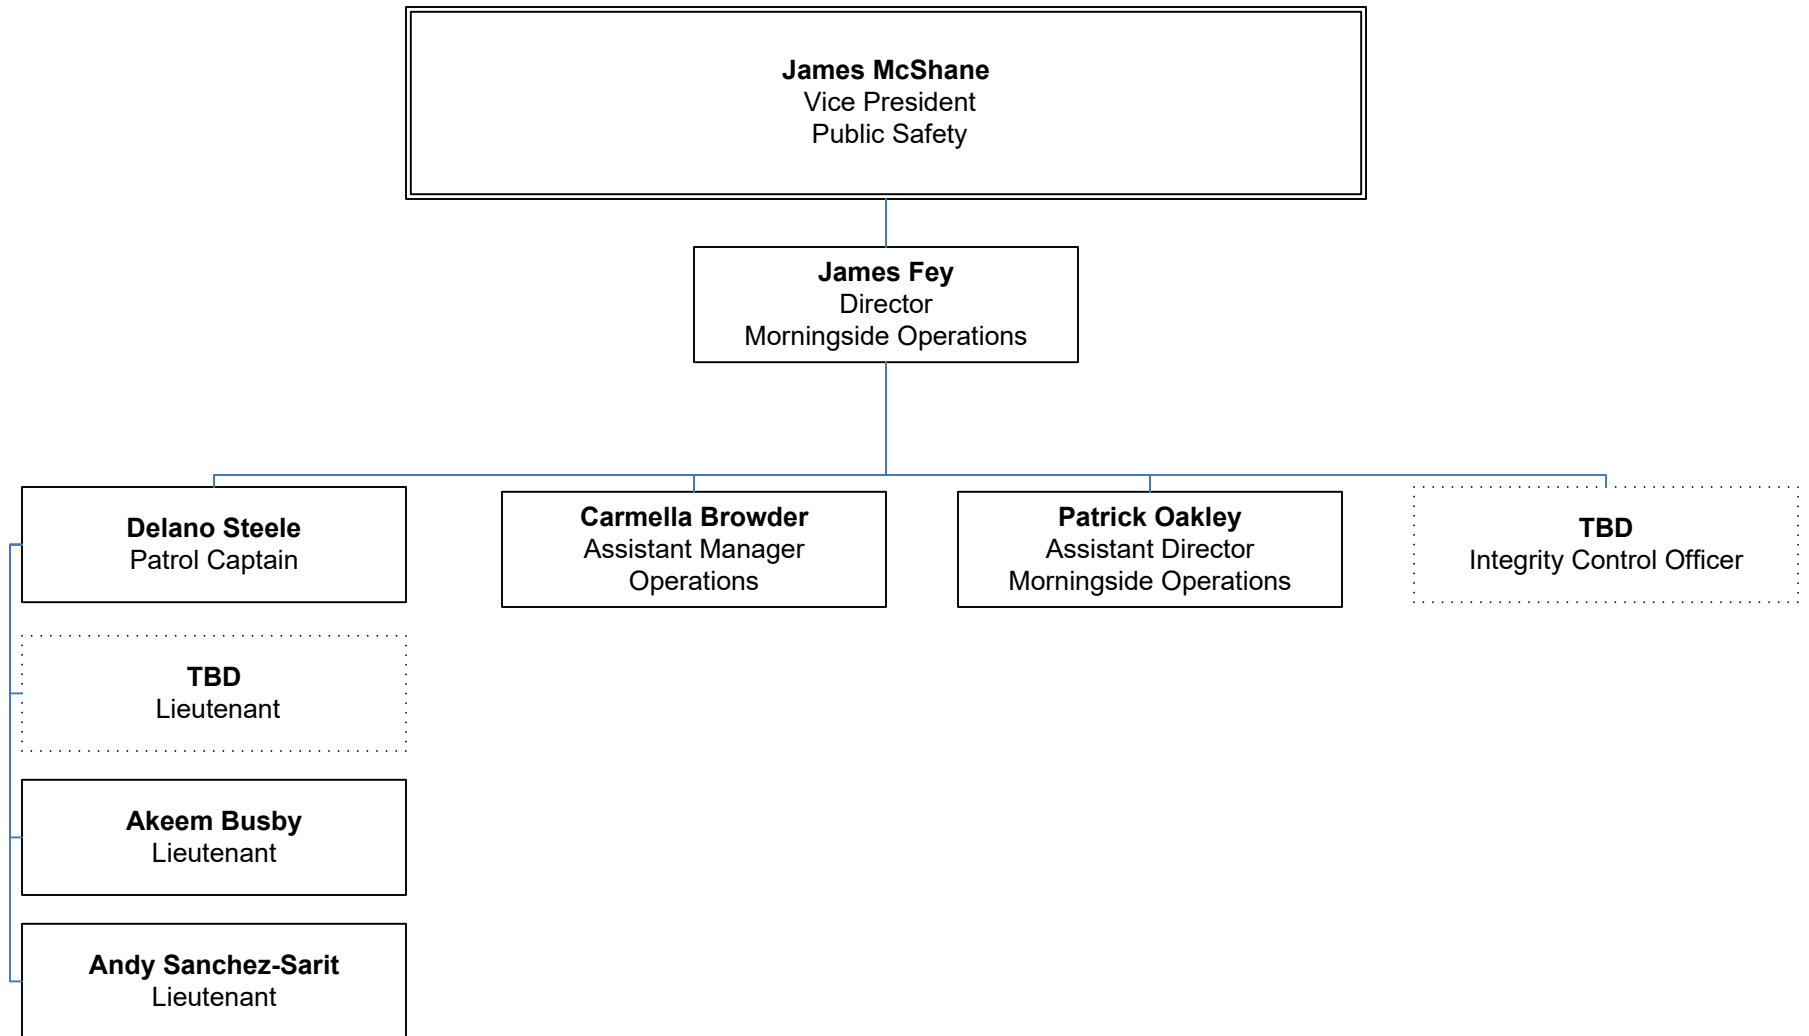 James McShane
Vice President
Public Safety
James Fey
Director
Morningside Operations
Delano Steele
Patrol Captain
Carmella Browder
Assistant Manager
Operations
Patrick Oakley
Assistant Director
Morningside Operations
TBD
Integrity Control Officer
TBD
Lieutenant
Akeem Busby
Lieutenant
Andy Sanchez-Sarit
Lieutenant